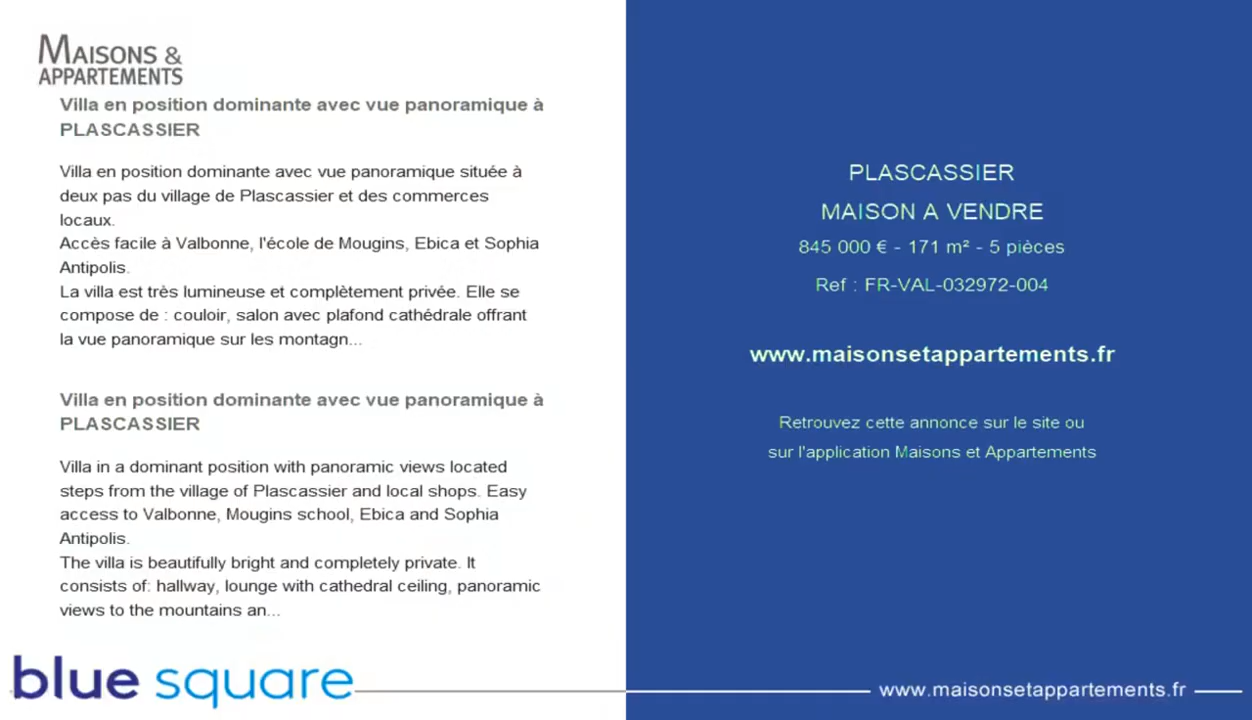 MAISONS &
APPARTEMENTS
Villa en position dominante avec vue panoramique à
PLASCASSIER
Villa en position dominante avec vue panoramique située à
deux pas du village de Plascassier et des commerces
locaux.
Accès facile à Valbonne, l'école de Mougins, Ebica et Sophia
Antipolis.
La villa est très lumineuse et complètement privée. Elle se
compose de : couloir, salon avec plafond cathédrale offrant
la vue panoramique sur les montagn...
Villa en position dominante avec vue panoramique à
PLASCASSIER
Villa in a dominant position with panoramic views located
steps from the village of Plascassier and local shops. Easy
access to Valbonne, Mougins school, Ebica and Sophia
Antipolis.
The villa is beautifully bright and completely private. It
consists of: hallway, lounge with cathedral ceiling, panoramic
views to the mountains an...
blue square
PLASCASSIER
MAISON A VENDRE
845 000 € - 171 m² - 5 pièces
Ref : FR-VAL-032972-004
www.maisonsetappartements.fr
Retrouvez cette annonce sur le site ou
sur l'application Maisons et Appartements
www.maisonsetappartements.fr